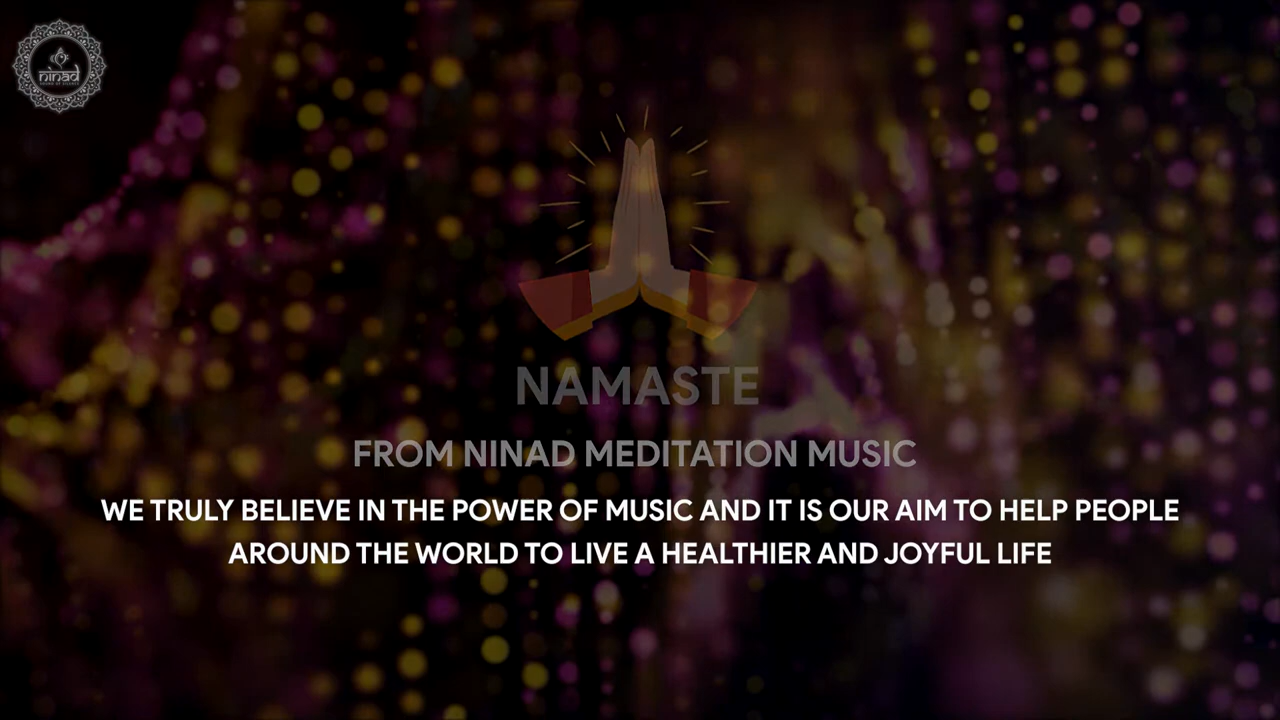 ninad
NAMASTE
FROM NINAD MEDITATION MUSIC
WE TRULY BELIEVE IN THE POWER OF MUSIC AND IT IS OUR AIM TO HELP PEOPLE
AROUND THE WORLD TO LIVE A HEALTHIER AND JOYFUL LIFE